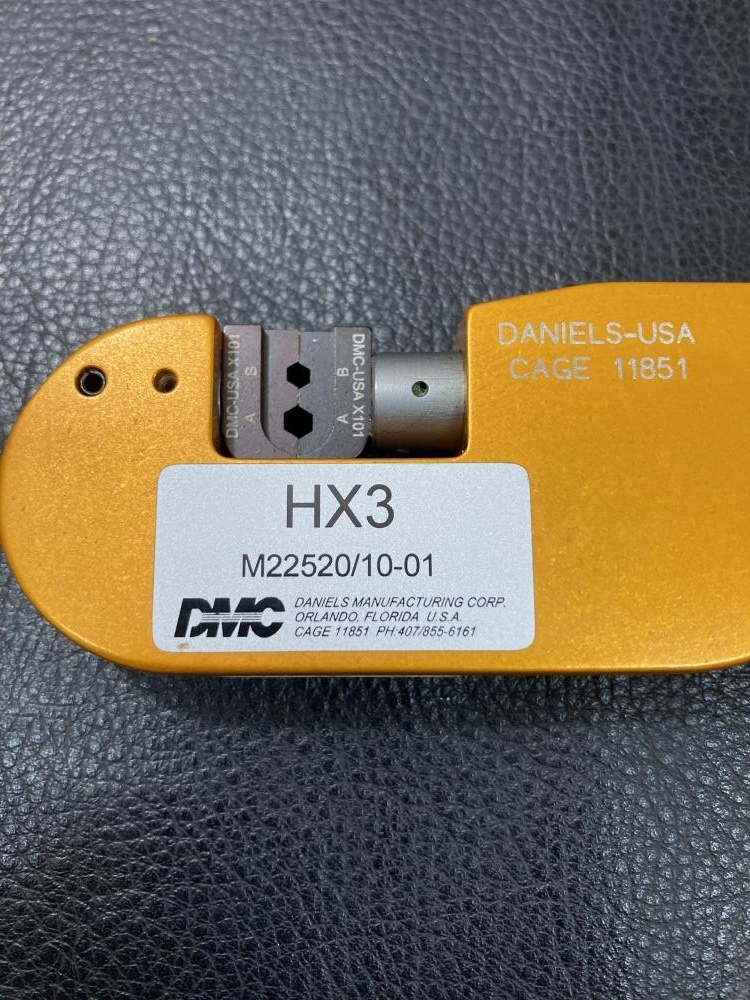 DANIELS-USA
CAGE 11851
DMC-USA X101
A S
DMC-USA X101
B A
HX3
M22520/10-01
DMC
DANIELS MANUFACTURING CORP.
ORLANDO, FLORIDA U.S.A.
CAGE 11851 PH:407/855-6161